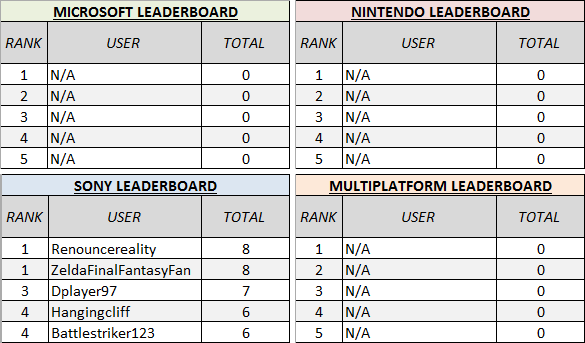 MICROSOFT LEADERBOARD
RANK USER TOTAL
1 N/A 0
2 N/A 0
3 N/A 0
4 N/A 0
5 N/A 0
NINTENDO LEADERBOARD
RANK USER TOTAL
1 N/A 0
2 N/A 0
3 N/A 0
4 N/A 0
5 N/A 0
SONY LEADERBOARD
RANK USER TOTAL
1 Renouncereality 8
1 ZeldaFinalFantasyFan 8
3 Dplayer97 7
4 Hangingcliff 6
4 Battlestriker123 6
MULTIPLATFORM LEADERBOARD
RANK USER TOTAL
1 N/A 0
2 N/A 0
3 N/A 0
4 N/A 0
5 N/A 0